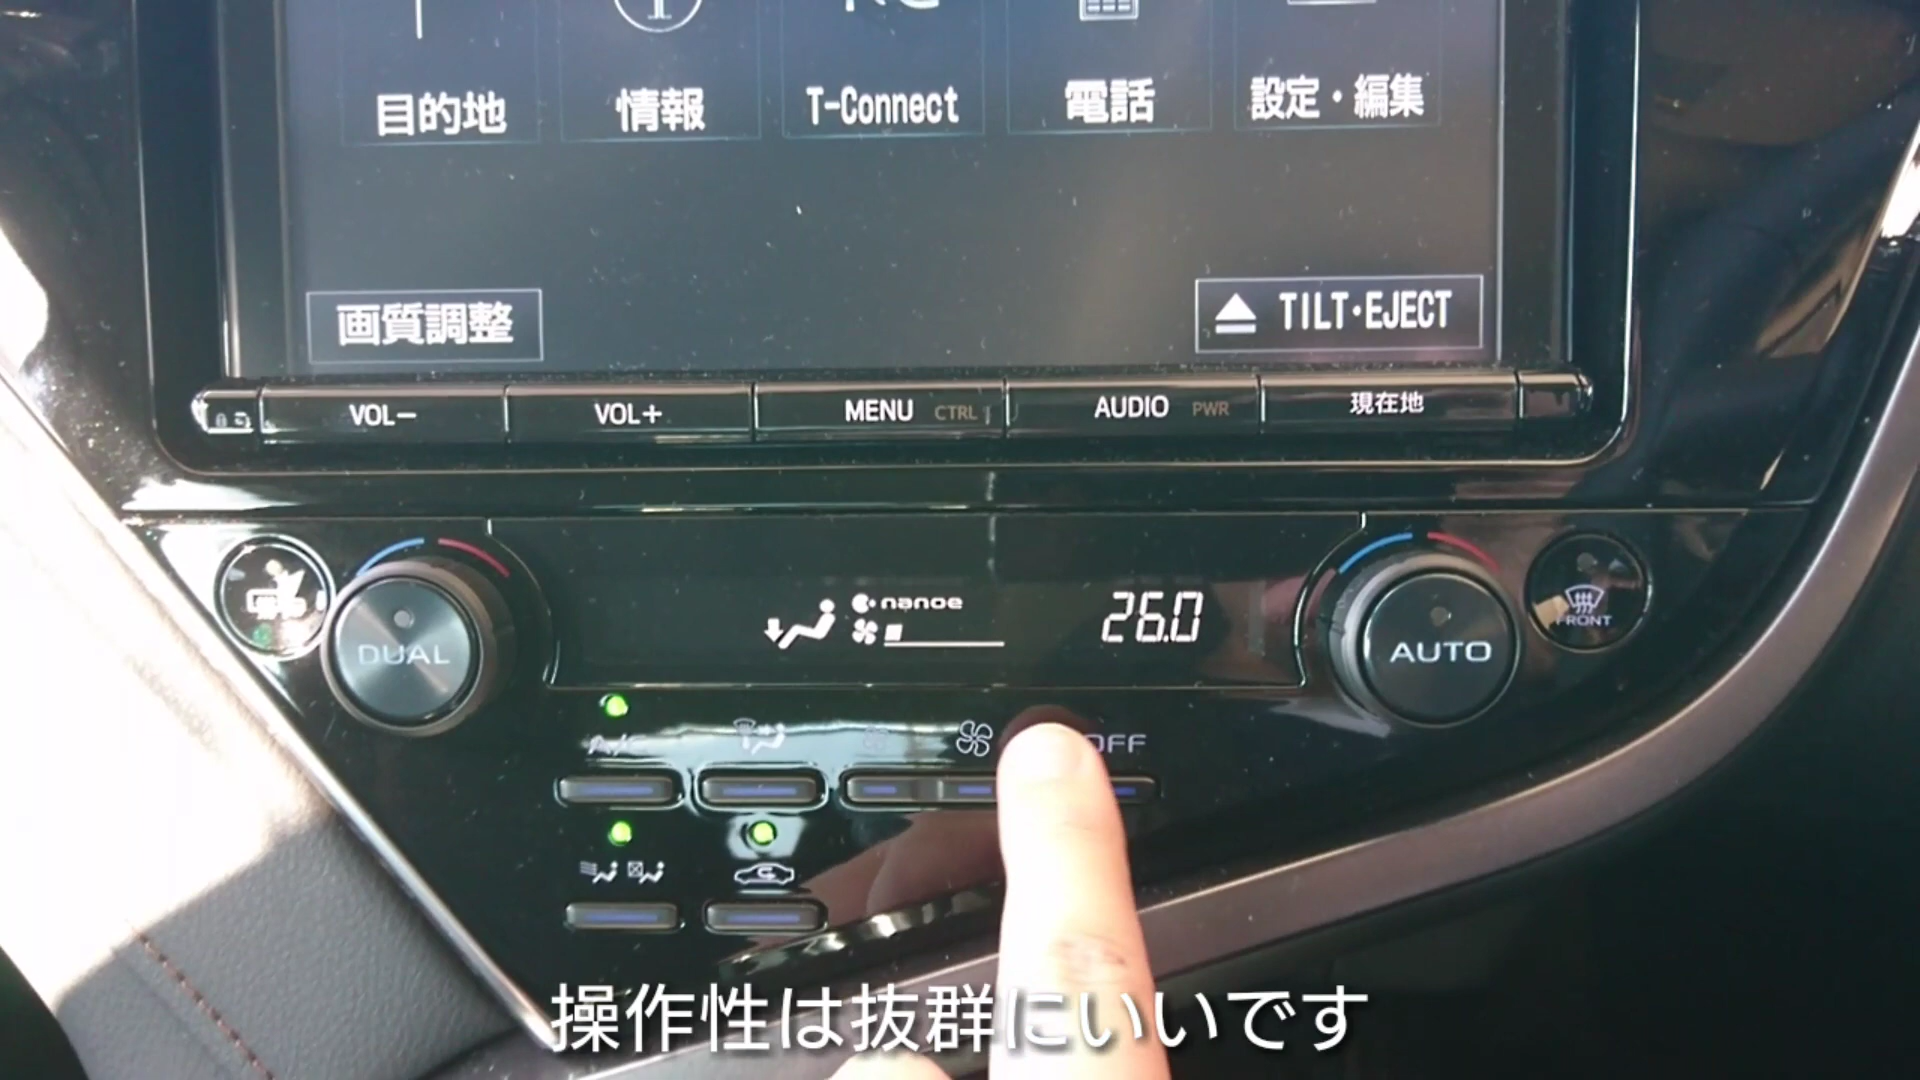 目的地
情報
T-Connect
電話
設定・編集
画質調整
TILT・EJECT
VOL−
VOL+
MENU CTRL
AUDIO PWR
現在地
nanoe
26.0
DUAL
AUTO
FRONT
A/C
OFF
操作性は抜群にいいです